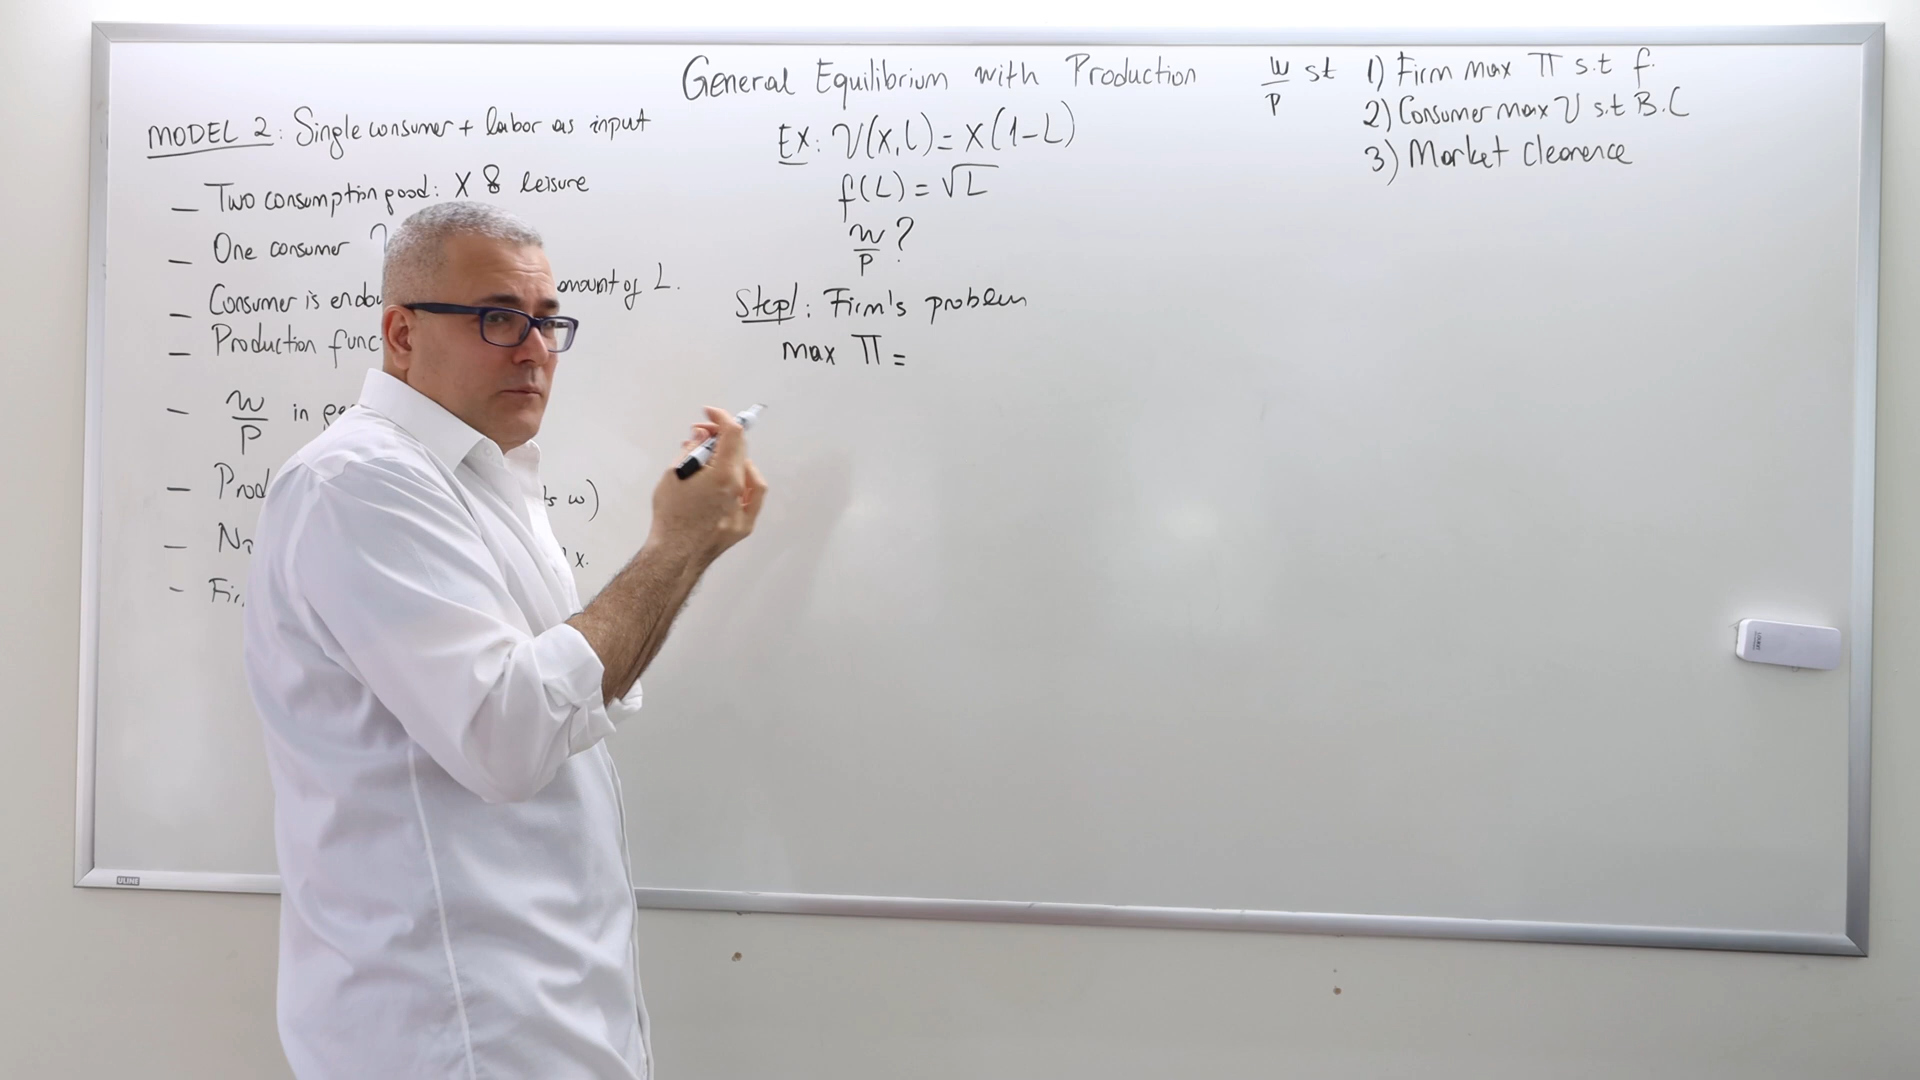 General Equilibrium with Production
MODEL 2: Single consumer + labor as input
— Two consumption good: X & leisure
— One consumer
— Consumer is endow
amount of L.
— Production func
— w/P in
— Prod
w)
—
x.
-
Ex: U(x,L) = X(1-L)
f(L) = √L
w/P ?
Step1: Firm's problem
max Π =
w/P st 1) Firm max Π s.t f.
2) Consumer max U s.t B.C
3) Market Clearence
ULINE